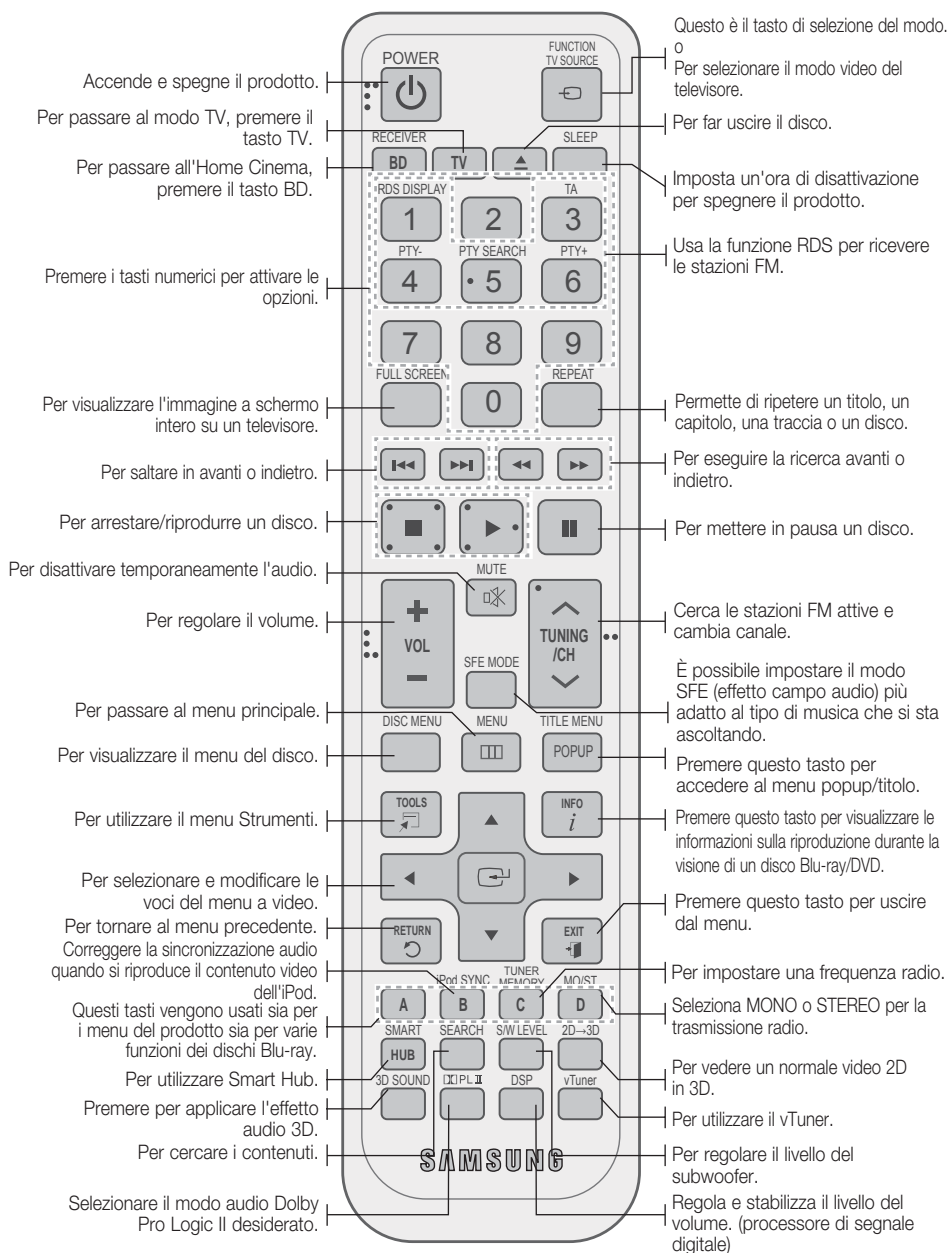 Accende e spegne il prodotto.
Per passare al modo TV, premere il
tasto TV.
Per passare all'Home Cinema,
premere il tasto BD.
Premere i tasti numerici per attivare le
opzioni.
Per visualizzare l'immagine a schermo
intero su un televisore.
Per saltare in avanti o indietro.
Per arrestare/riprodurre un disco.
Per disattivare temporaneamente l'audio.
Per regolare il volume.
Per passare al menu principale.
Per visualizzare il menu del disco.
Per utilizzare il menu Strumenti.
Per selezionare e modificare le
voci del menu a video.
Per tornare al menu precedente.
Correggere la sincronizzazione audio
quando si riproduce il contenuto video
dell'iPod.
Questi tasti vengono usati sia per
i menu del prodotto sia per varie
funzioni dei dischi Blu-ray.
Per utilizzare Smart Hub.
Premere per applicare l'effetto
audio 3D.
Per cercare i contenuti.
Selezionare il modo audio Dolby
Pro Logic II desiderato.
POWER
FUNCTION
TV SOURCE
RECEIVER
SLEEP
BD
TV
RDS DISPLAY
TA
1
2
3
PTY-
PTY SEARCH
PTY+
4
5
6
7
8
9
FULL SCREEN
REPEAT
0
MUTE
VOL
TUNING
/CH
SFE MODE
DISC MENU
MENU
TITLE MENU
POPUP
TOOLS
INFO
i
RETURN
EXIT
iPod SYNC
TUNER
MEMORY
MO/ST
A
B
C
D
SMART
SEARCH
S/W LEVEL
2D→3D
HUB
3D SOUND
PL II
DSP
vTuner
SAMSUNG
Questo è il tasto di selezione del modo.
o
Per selezionare il modo video del
televisore.
Per far uscire il disco.
Imposta un'ora di disattivazione
per spegnere il prodotto.
Usa la funzione RDS per ricevere
le stazioni FM.
Permette di ripetere un titolo, un
capitolo, una traccia o un disco.
Per eseguire la ricerca avanti o
indietro.
Per mettere in pausa un disco.
Cerca le stazioni FM attive e
cambia canale.
È possibile impostare il modo
SFE (effetto campo audio) più
adatto al tipo di musica che si sta
ascoltando.
Premere questo tasto per
accedere al menu popup/titolo.
Premere questo tasto per visualizzare le
informazioni sulla riproduzione durante la
visione di un disco Blu-ray/DVD.
Premere questo tasto per uscire
dal menu.
Per impostare una frequenza radio.
Seleziona MONO o STEREO per la
trasmissione radio.
Per vedere un normale video 2D
in 3D.
Per utilizzare il vTuner.
Per regolare il livello del
subwoofer.
Regola e stabilizza il livello del
volume. (processore di segnale
digitale)